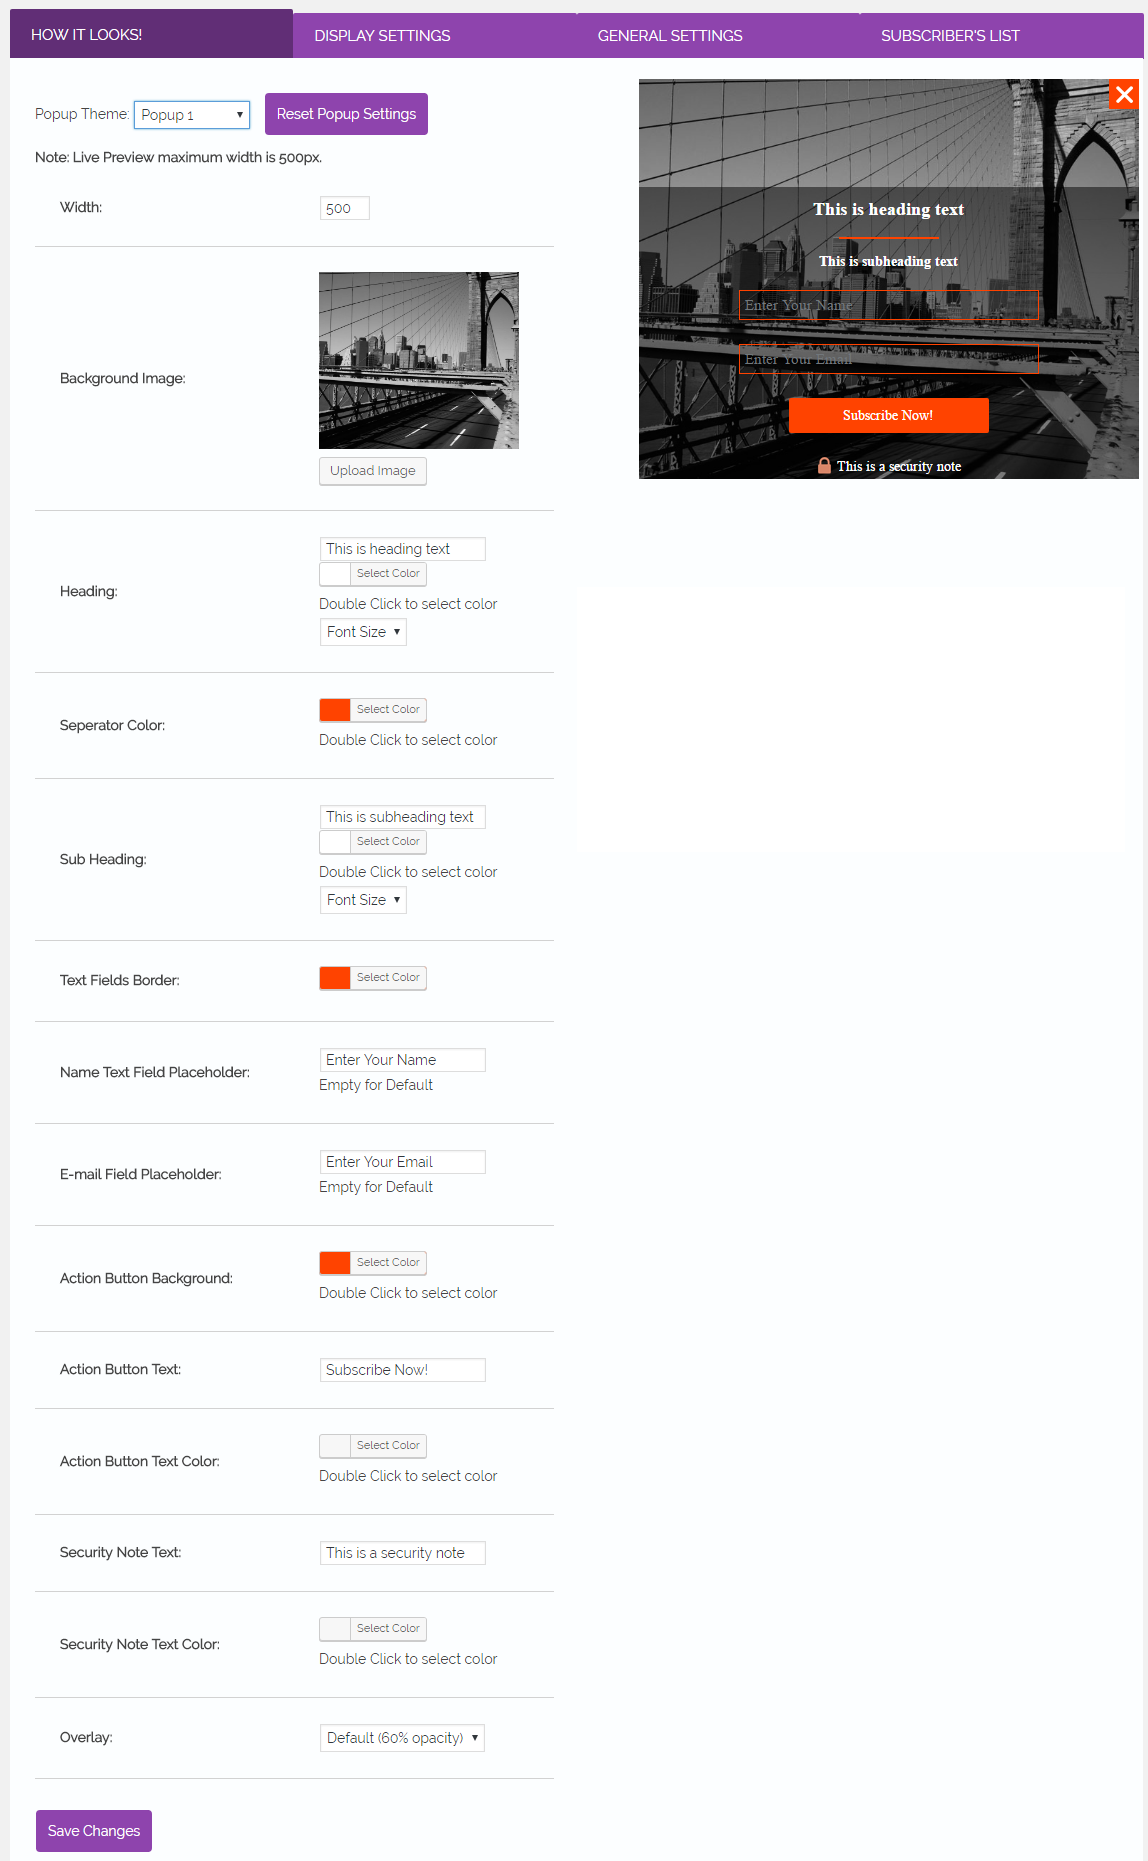 HOW IT LOOKS!
DISPLAY SETTINGS
GENERAL SETTINGS
SUBSCRIBER'S LIST
Popup Theme: Popup 1
Reset Popup Settings
Note: Live Preview maximum width is 500px.
Width:
500
Background Image:
Upload Image
Heading:
This is heading text
Select Color
Double Click to select color
Font Size
Seperator Color:
Select Color
Double Click to select color
Sub Heading:
This is subheading text
Select Color
Double Click to select color
Font Size
Text Fields Border:
Select Color
Name Text Field Placeholder:
Enter Your Name
Empty for Default
E-mail Field Placeholder:
Enter Your Email
Empty for Default
Action Button Background:
Select Color
Double Click to select color
Action Button Text:
Subscribe Now!
Action Button Text Color:
Select Color
Double Click to select color
Security Note Text:
This is a security note
Security Note Text Color:
Select Color
Double Click to select color
Overlay:
Default (60% opacity)
Save Changes
This is heading text
This is subheading text
Enter Your Name
Enter Your Email
Subscribe Now!
This is a security note